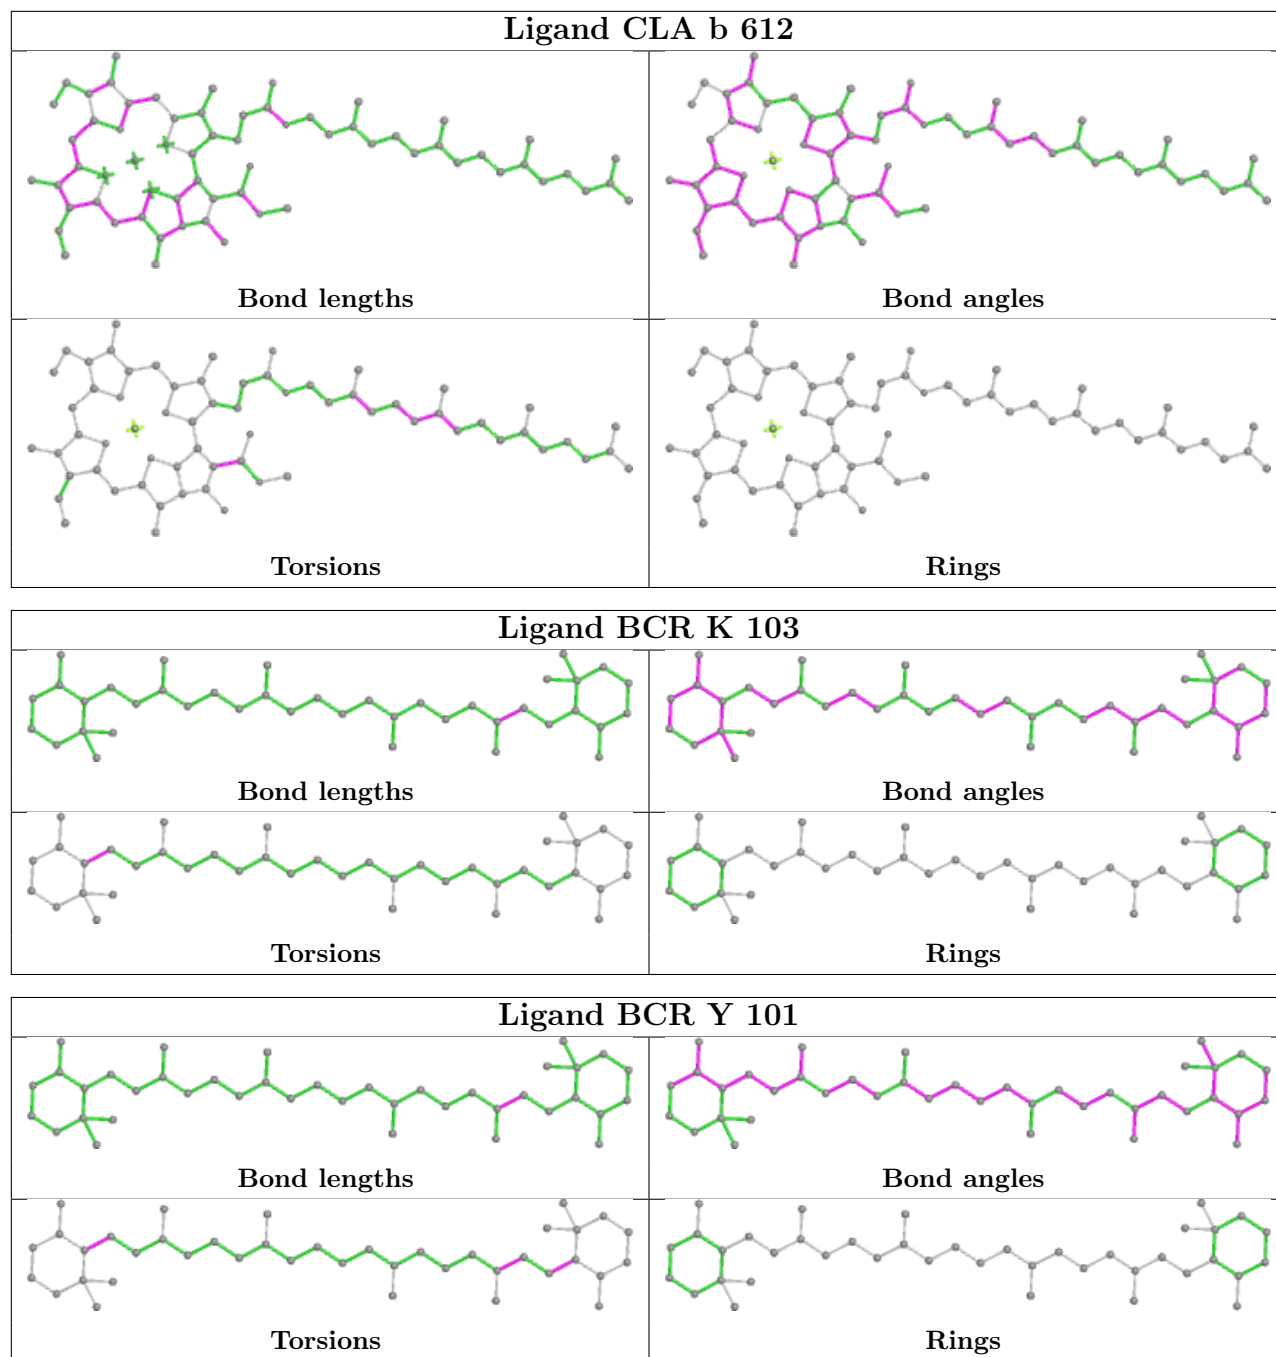 Ligand CLA b 612
Bond lengths
Bond angles
Torsions
Rings
Ligand BCR K 103
Bond lengths
Bond angles
Torsions
Rings
Ligand BCR Y 101
Bond lengths
Bond angles
Torsions
Rings